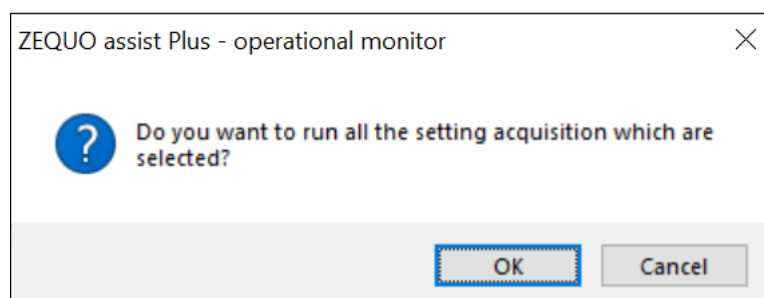 ZEQUO assist Plus - operational monitor
Do you want to run all the setting acquisition which are
selected?
OK
Cancel